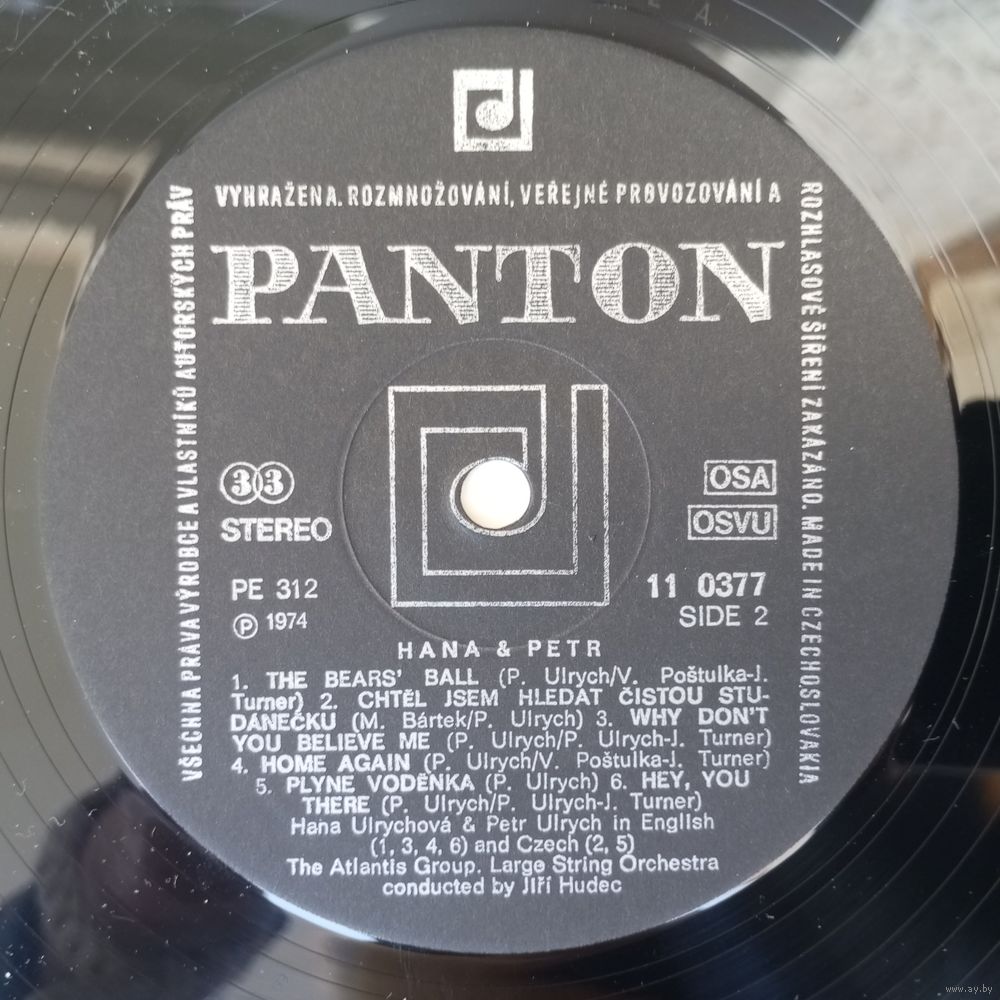 VŠECHNA PRÁVA VÝROBCE A VLASTNÍKŮ AUTORSKÝCH PRÁV
VYHRAŽENA. ROZMNOŽOVÁNÍ, VEŘEJNÉ PROVOZOVÁNÍ A
ROZHLASOVÉ ŠÍŘENÍ ZAKÁZÁNO. MADE IN CZECHOSLOVAKIA
PANTON
33
STEREO
OSA
OSVU
PE 312
Ⓟ 1974
11 0377
SIDE 2
HANA & PETR
1. THE BEARS' BALL (P. Ulrych/V. Poštulka-J.
Turner) 2. CHTĚL JSEM HLEDAT ČISTOU STU-
DÁNEČKU (M. Bártek/P. Ulrych) 3. WHY DON'T
YOU BELIEVE ME (P. Ulrych/P. Ulrych-J. Turner)
4. HOME AGAIN (P. Ulrych/V. Poštulka-J. Turner)
5. PLYNE VODĚNKA (P. Ulrych) 6. HEY, YOU
THERE (P. Ulrych/P. Ulrych-J. Turner)
Hana Ulrychová & Petr Ulrych in English
(1, 3, 4, 6) and Czech (2, 5)
The Atlantis Group. Large String Orchestra
conducted by Jiří Hudec
www.ay.by